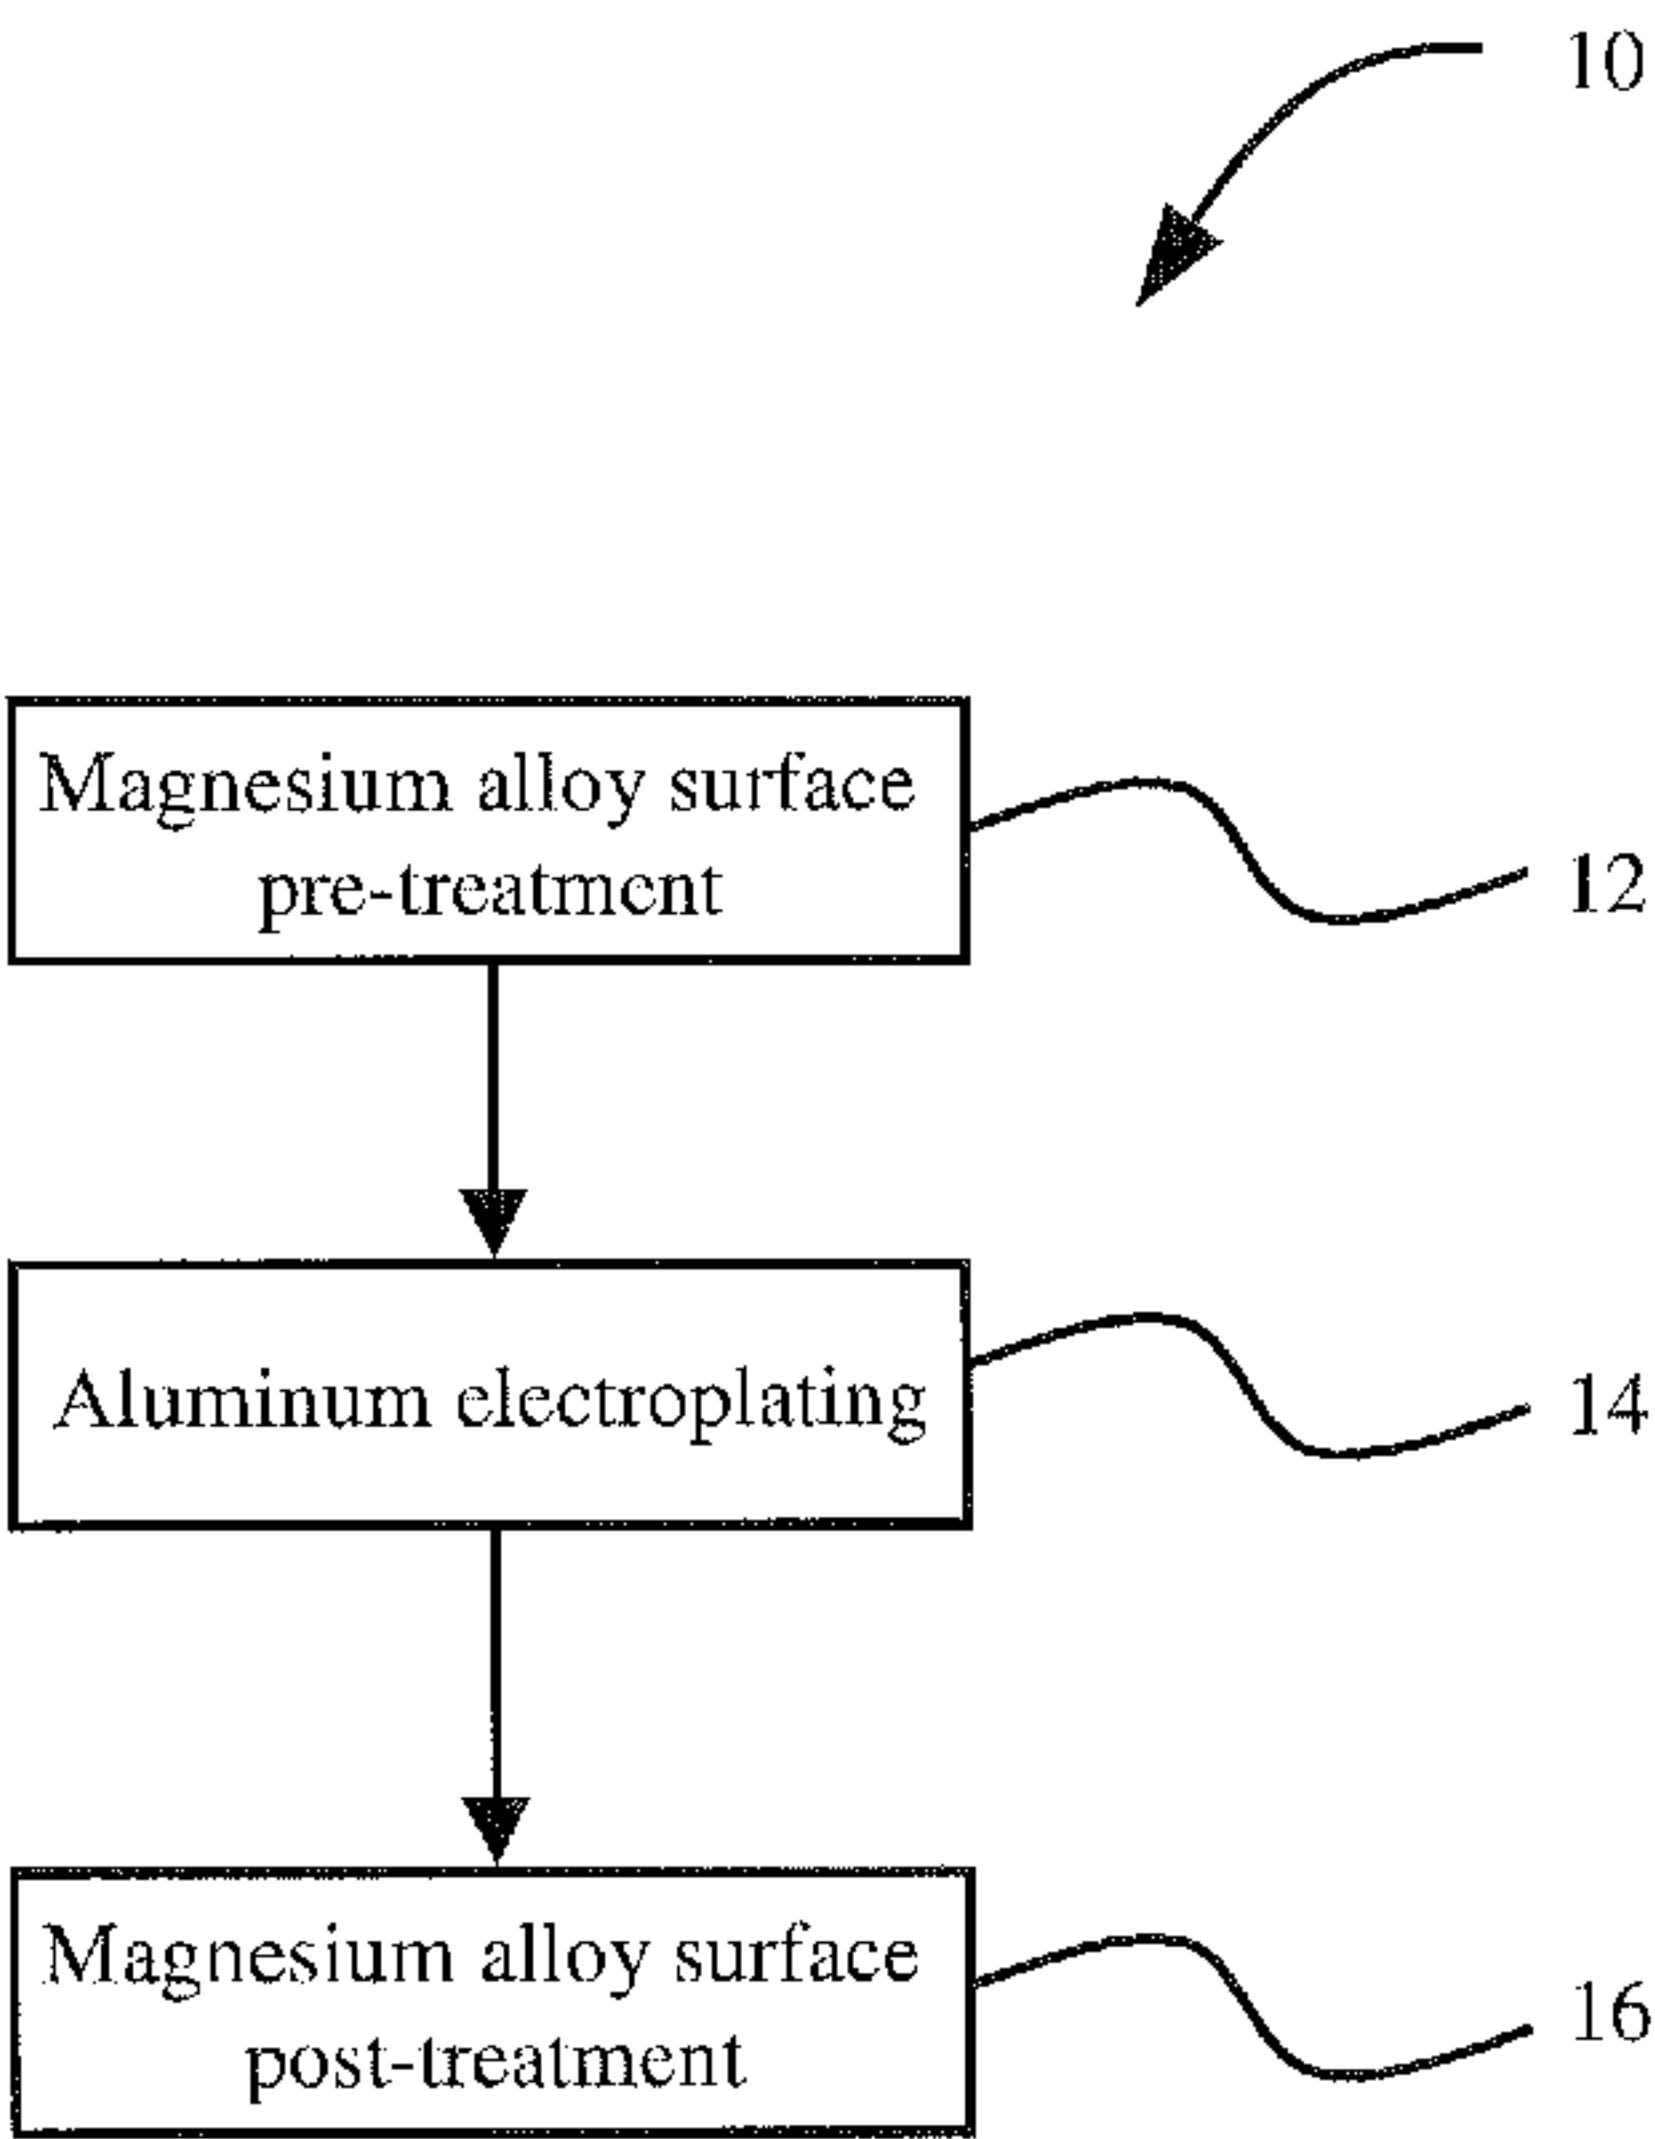 10
Magnesium alloy surface
pre-treatment
12
Aluminum electroplating
14
Magnesium alloy surface
post-treatment
16